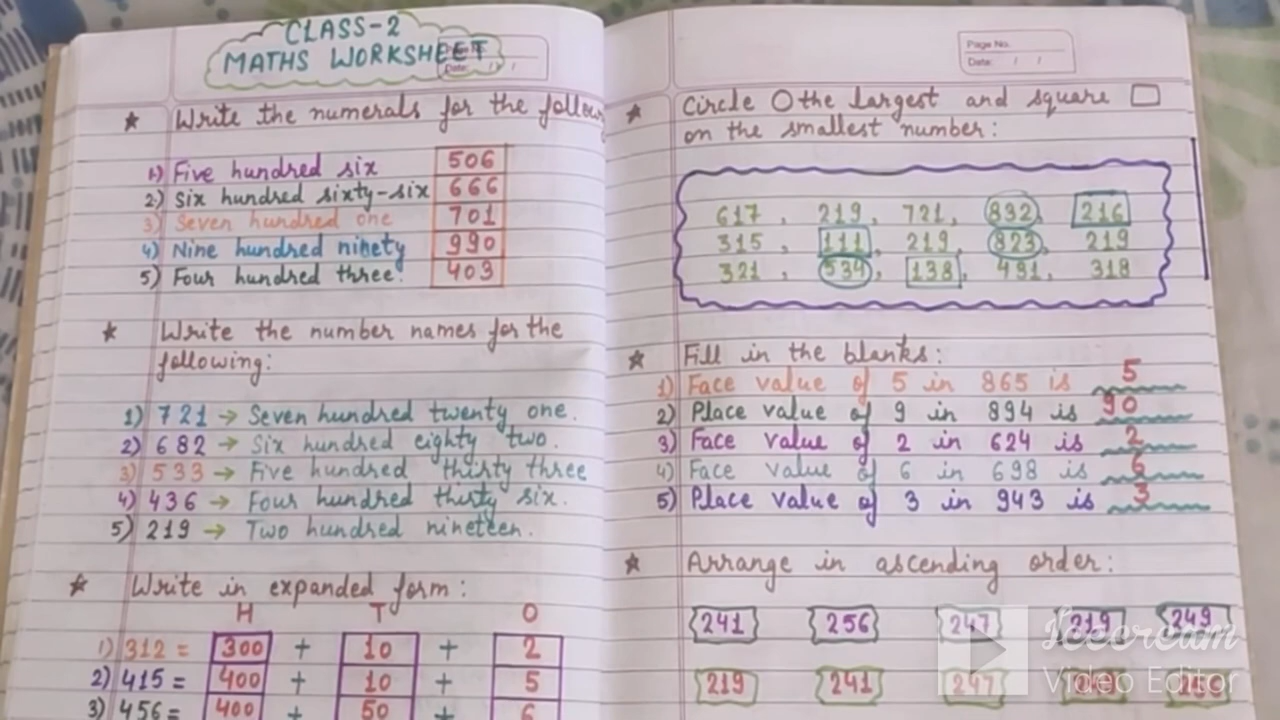 CLASS-2
MATHS WORKSHEET
Date: / /
★ Write the numerals for the
1) Five hundred six 506
2) Six hundred sixty-six 666
3) Seven hundred one 701
4) Nine hundred ninety 990
5) Four hundred three. 403
★ Write the number names for the
following:
1) 721 → Seven hundred twenty one.
2) 682 → Six hundred eighty two.
3) 533 → Five hundred thirty three
4) 436 → Four hundred thirty six.
5) 219 → Two hundred nineteen.
★ Write in expanded form:
H T O
1) 312 = 300 + 10 + 2
2) 415 = 400 + 10 + 5
3) 456 = 400 + 50 + 6
Page No.
Date: / /
★ Circle O the largest and square □
on the smallest number:
617, 219, 721, 832, 216
315, 111, 219, 823, 219
321, 534, 138, 431, 318
★ Fill in the blanks:
1) Face value of 5 in 865 is 5
2) Place value of 9 in 894 is 90
3) Face value of 2 in 624 is 2
4) Face value of 6 in 698 is 6
5) Place value of 3 in 943 is 3
★ Arrange in ascending order:
241 256 247 219 249
219 241 247
Icecream
Video Editor